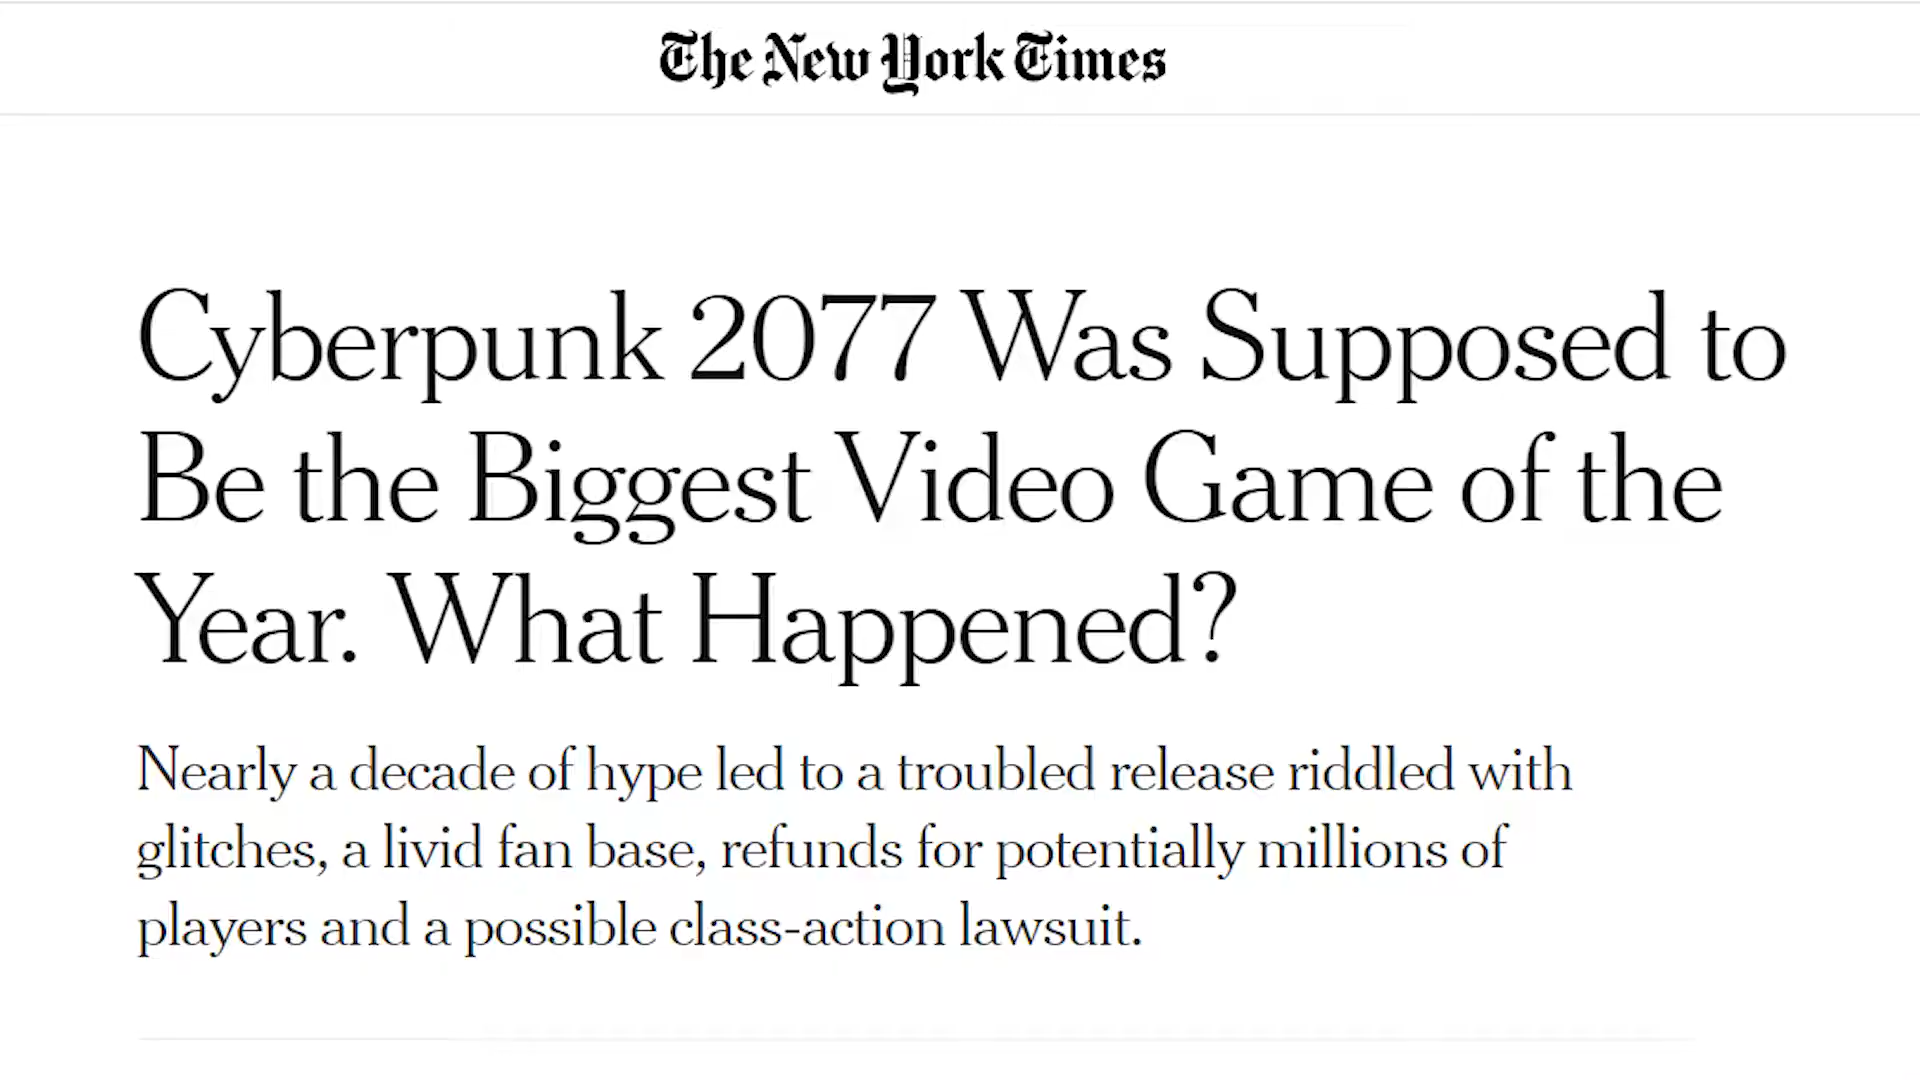 The New York Times
Cyberpunk 2077 Was Supposed to
Be the Biggest Video Game of the
Year. What Happened?
Nearly a decade of hype led to a troubled release riddled with
glitches, a livid fan base, refunds for potentially millions of
players and a possible class-action lawsuit.